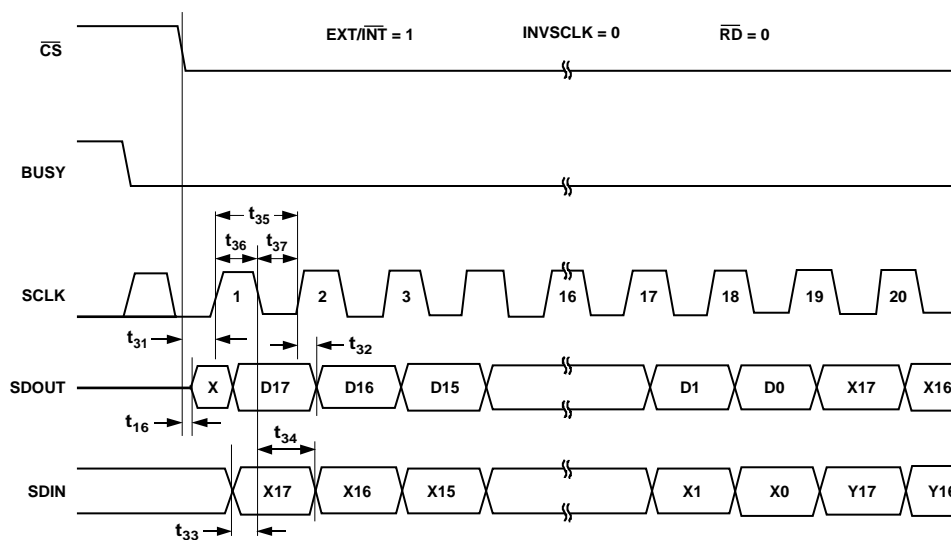 EXT/INT = 1 INVSCLK = 0 RD = 0
CS
BUSY
t35
t36 t37
SCLK 1 2 3 16 17 18 19 20
t31 t32
SDOUT X D17 D16 D15 D1 D0 X17 X16
t16 t34
SDIN X17 X16 X15 X1 X0 Y17 Y16
t33